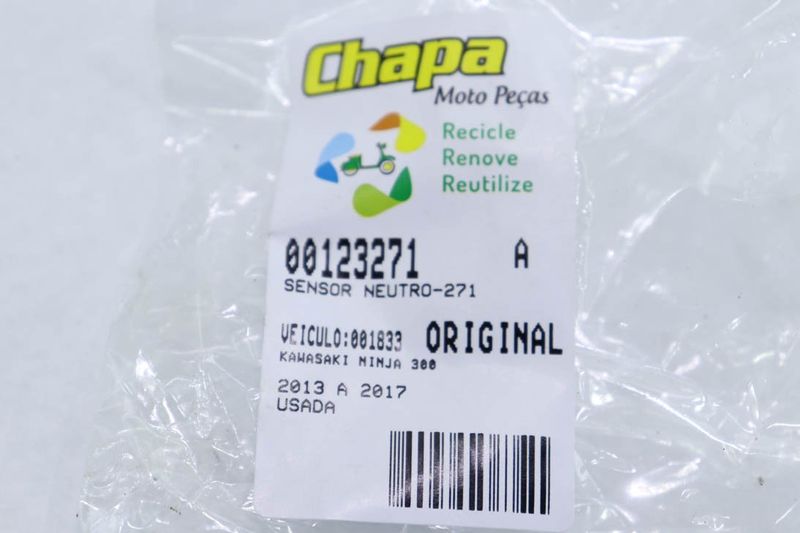 Chapa
Moto Peças
Recicle
Renove
Reutilize
00123271 A
SENSOR NEUTRO-271
VEICULO:001833 ORIGINAL
KAWASAKI NINJA 300
2013 A 2017
USADA